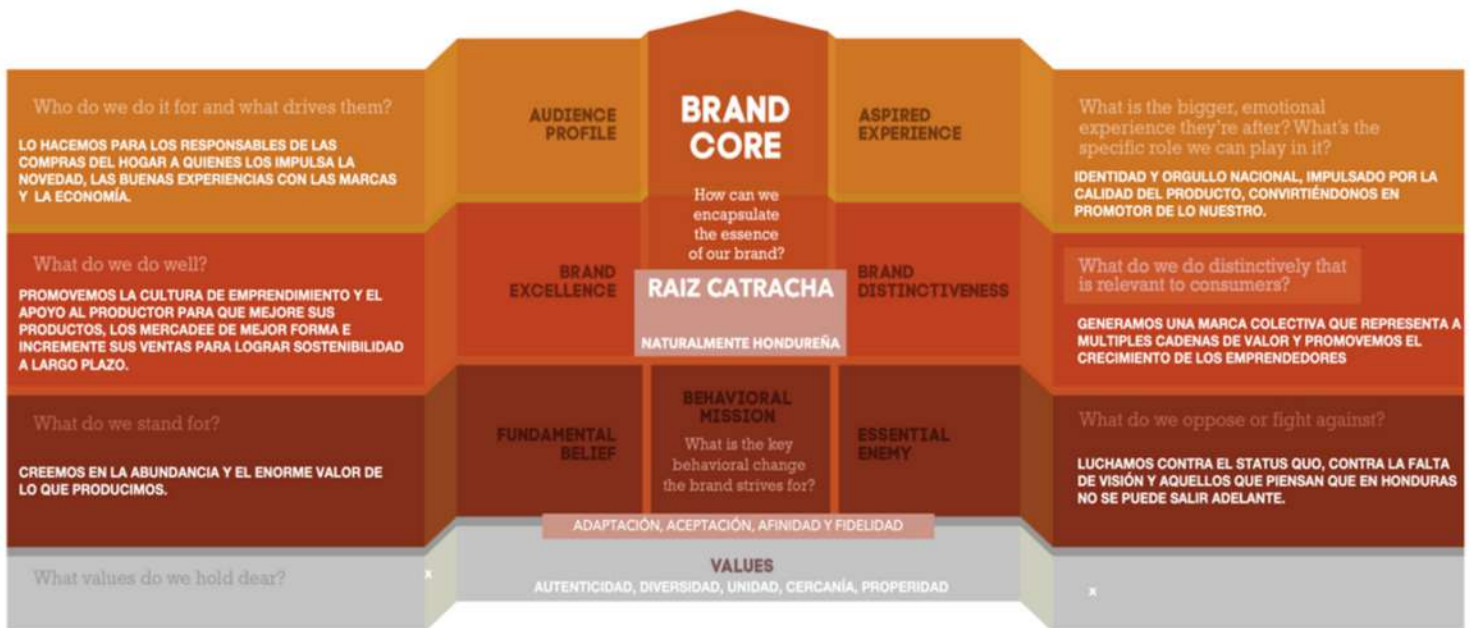 Who do we do it for and what drives them?
LO HACEMOS PARA LOS RESPONSABLES DE LAS
COMPRAS DEL HOGAR A QUIENES LOS IMPULSA LA
NOVEDAD, LAS BUENAS EXPERIENCIAS CON LAS MARCAS
Y LA ECONOMÍA.
AUDIENCE
PROFILE
BRAND
CORE
How can we
encapsulate
the essence
of our brand?
RAIZ CATRACHA
NATURALMENTE HONDUREÑA
ASPIRED
EXPERIENCE
What is the bigger, emotional
experience they're after? What's the
specific role we can play in it?
IDENTIDAD Y ORGULLO NACIONAL, IMPULSADO POR LA
CALIDAD DEL PRODUCTO, CONVIRTIÉNDONOS EN
PROMOTOR DE LO NUESTRO.
What do we do well?
PROMOVEMOS LA CULTURA DE EMPRENDIMIENTO Y EL
APOYO AL PRODUCTOR PARA QUE MEJORE SUS
PRODUCTOS, LOS MERCADEE DE MEJOR FORMA E
INCREMENTE SUS VENTAS PARA LOGRAR SOSTENIBILIDAD
A LARGO PLAZO.
BRAND
EXCELLENCE
BRAND
DISTINCTIVENESS
What do we do distinctively that
is relevant to consumers?
GENERAMOS UNA MARCA COLECTIVA QUE REPRESENTA A
MULTIPLES CADENAS DE VALOR Y PROMOVEMOS EL
CRECIMIENTO DE LOS EMPRENDEDORES
What do we stand for?
CREEMOS EN LA ABUNDANCIA Y EL ENORME VALOR DE
LO QUE PRODUCIMOS.
FUNDAMENTAL
BELIEF
BEHAVIORAL
MISSION
What is the key
behavioral change
the brand strives for?
ADAPTACIÓN, ACEPTACIÓN, AFINIDAD Y FIDELIDAD
ESSENTIAL
ENEMY
What do we oppose or fight against?
LUCHAMOS CONTRA EL STATUS QUO, CONTRA LA FALTA
DE VISIÓN Y AQUELLOS QUE PIENSAN QUE EN HONDURAS
NO SE PUEDE SALIR ADELANTE.
What values do we hold dear?
x
VALUES
AUTENTICIDAD, DIVERSIDAD, UNIDAD, CERCANÍA, PROPERIDAD
x